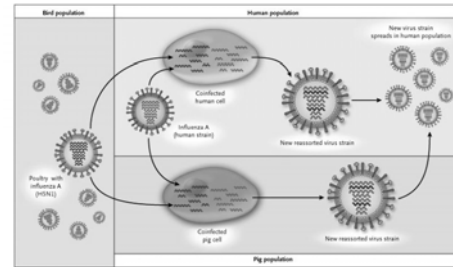 Bird population
Human population
New virus strain
spreads in human population
Coinfected
human cell
Influenza A
(human strain)
New reassorted virus strain
Poultry with
influenza A
(H5N1)
Coinfected
pig cell
New reassorted virus strain
Pig population